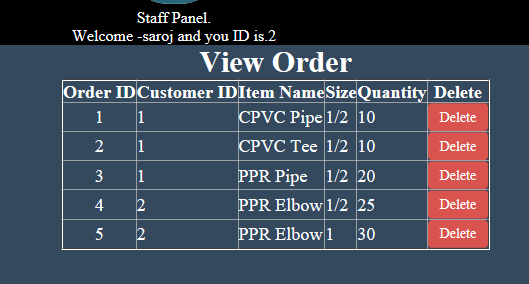 Staff Panel.
Welcome -saroj and you ID is.2
View Order
Order ID Customer ID Item Name Size Quantity Delete
1 1 CPVC Pipe 1/2 10 Delete
2 1 CPVC Tee 1/2 10 Delete
3 1 PPR Pipe 1/2 20 Delete
4 2 PPR Elbow 1/2 25 Delete
5 2 PPR Elbow 1 30 Delete